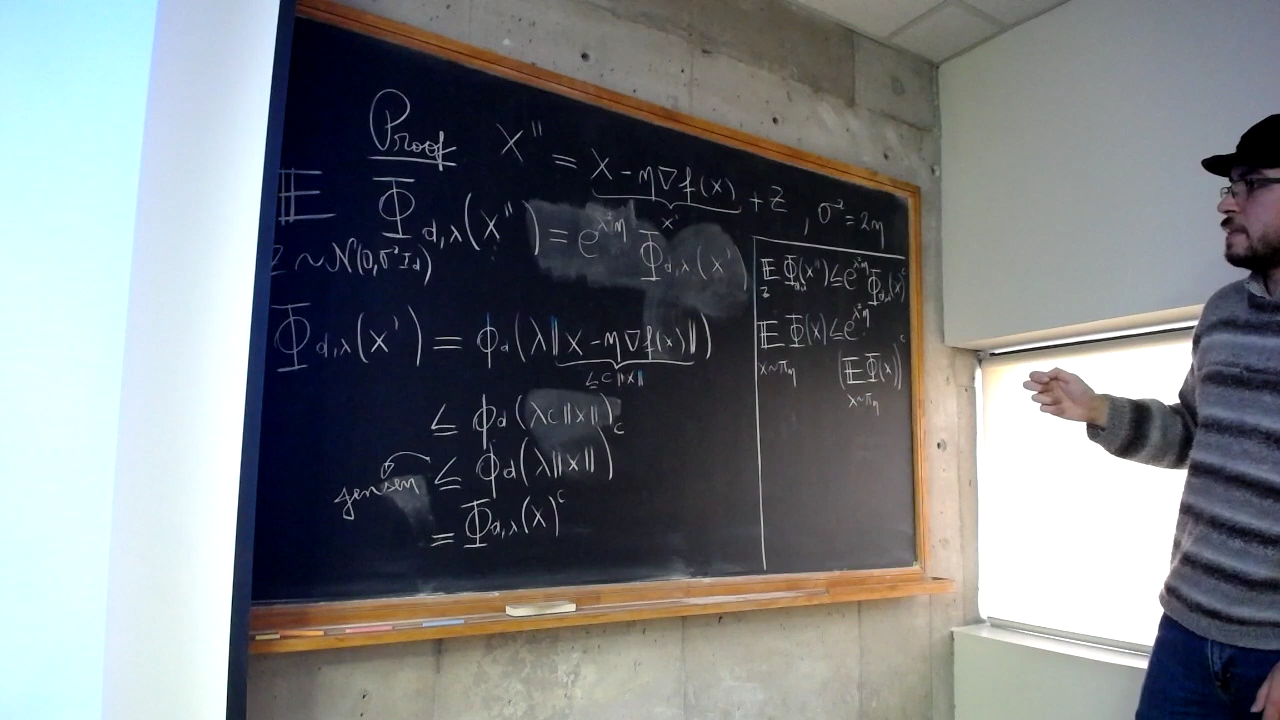 Proof X'' = X - η∇f(X) + Z , σ² = 2η
X'
𝔼 Φ_{d,λ}(X'') = e^{λ²η} Φ_{d,λ}(X')
Z ~ N(0,σ²I_d)
Φ_{d,λ}(X') = ϕ_d(λ‖X - η∇f(x)‖)
≤ c‖x‖
≤ ϕ_d(λc‖x‖)
Jensen ≤ ϕ_d(λ‖x‖)^c
= Φ_{d,λ}(x)^c
𝔼_Z Φ_{d,λ}(X'') ≤ e^{λ²η} Φ_{d,λ}(x)^c
𝔼 Φ(x) ≤ e^{λ²η}
x~π_η
(𝔼 Φ(x))^c
x~π_η